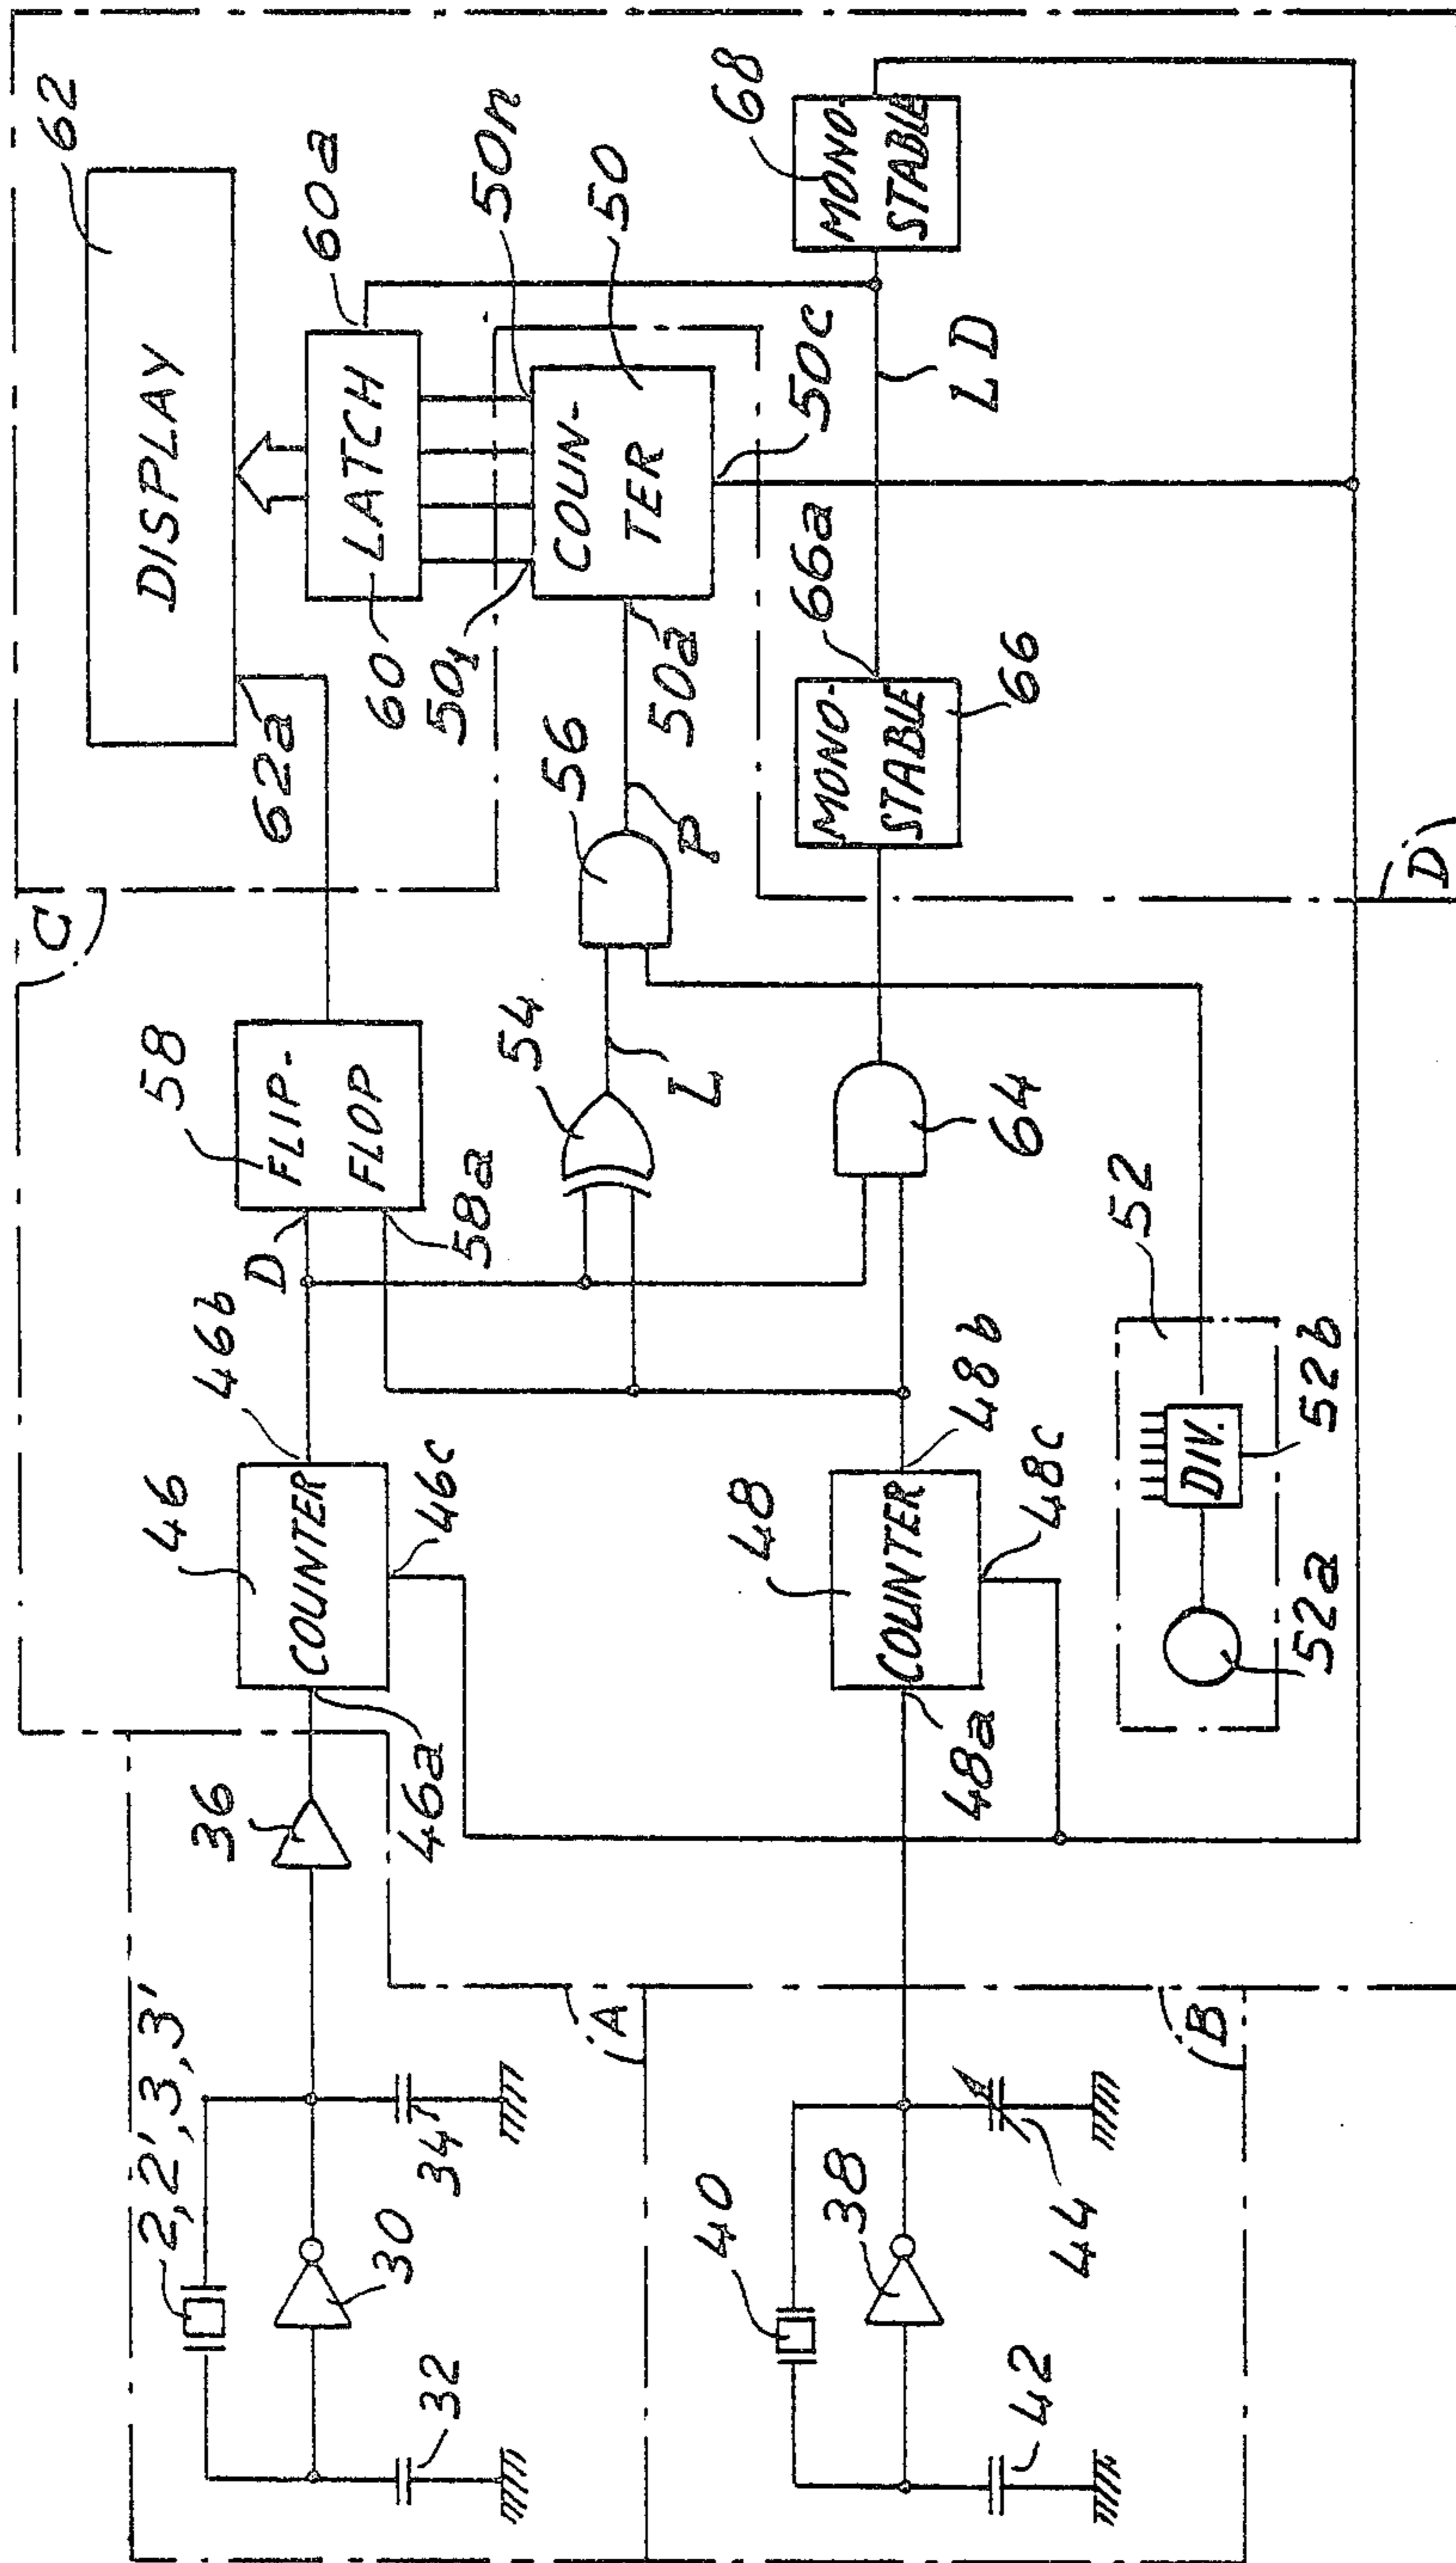 62
DISPLAY
62a
60a
LATCH
60
50n
50₁
50
COUN-
TER
50a
50c
68
MONO-
STABLE
LD
66a
MONO-
STABLE
66
56
P
C
D
58
FLIP-
FLOP
D
58a
54
L
64
52
DIV.
52b
52a
46
COUNTER
46b
46c
46a
48
COUNTER
48b
48c
48a
36
2,2',3,3'
30
32
34
A
40
38
42
44
B